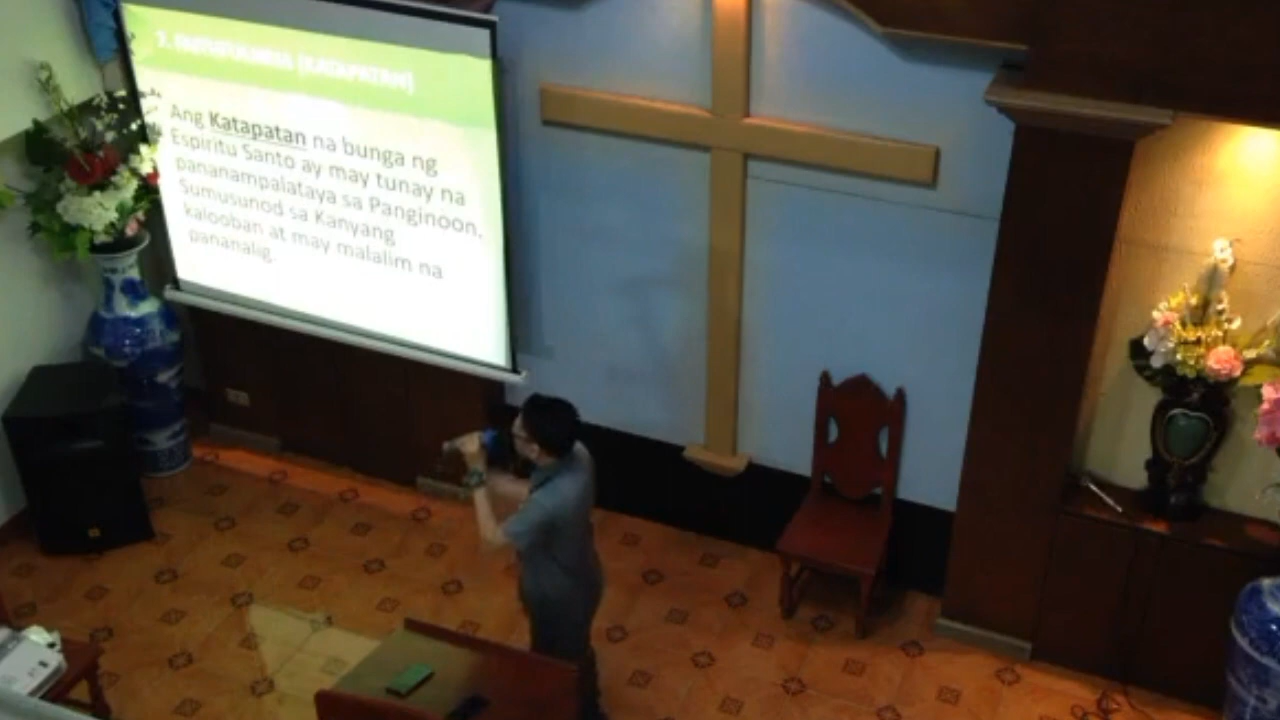 (KATAPATAN)
Ang Katapatan na bunga ng
Espiritu Santo ay may tunay na
pananampalataya sa Panginoon.
Sumusunod sa Kanyang
kalooban at may malalim na
pananalig.